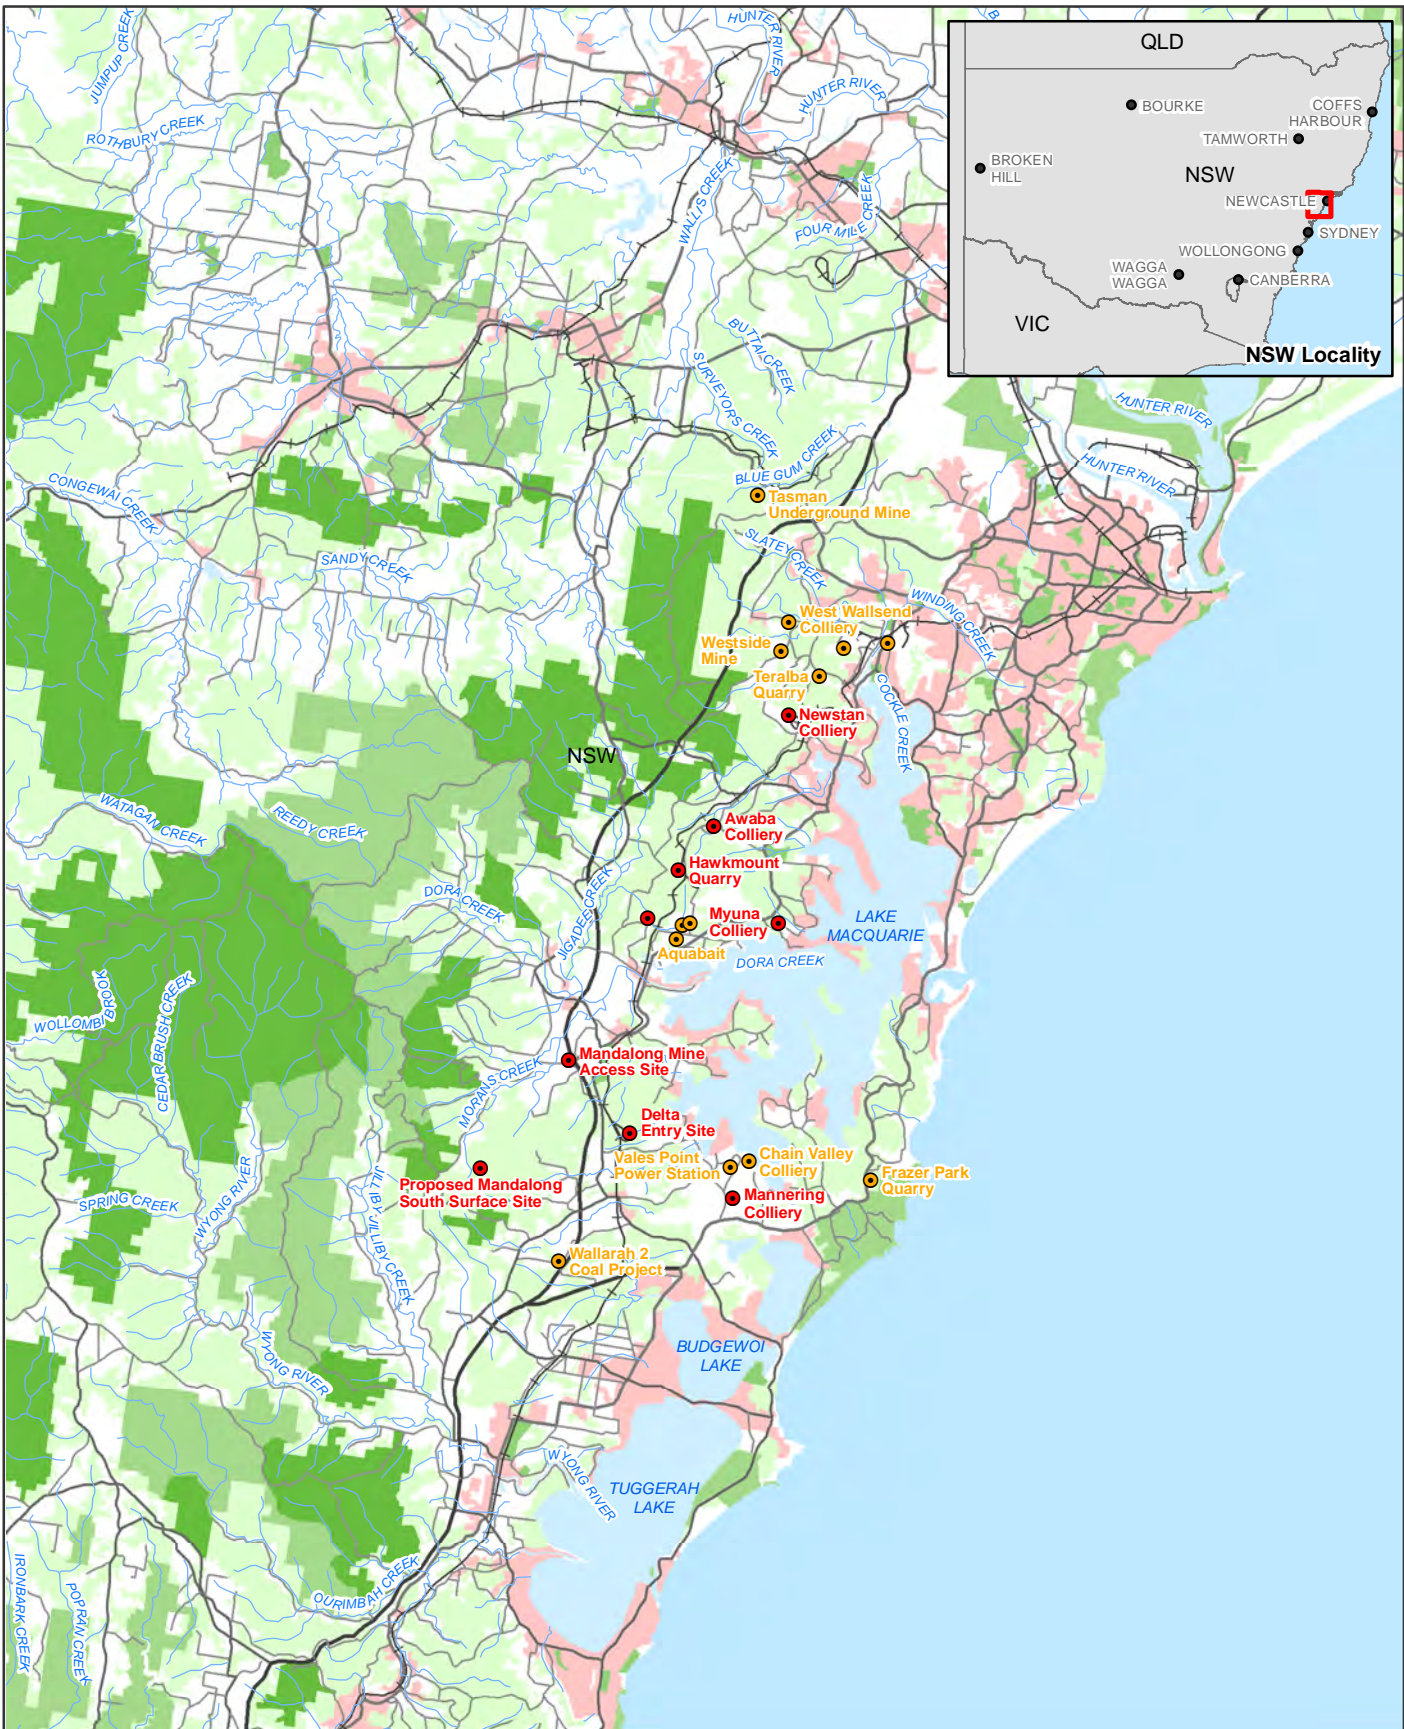 HUNTER RIVER
B
JUMPUP CREEK
HUNTER RIVER
ROTHBURY CREEK
WALLIS CREEK
FOUR MILE CREEK
QLD
BOURKE
COFFS
HARBOUR
TAMWORTH
BROKEN
HILL
NSW
NEWCASTLE
SYDNEY
WOLLONGONG
WAGGA
WAGGA
CANBERRA
VIC
NSW Locality
BUTTAI CREEK
SURVEYORS CREEK
HUNTER RIVER
BLUE GUM CREEK
HUNTER RIVER
CONGEWAI CREEK
Tasman
Underground Mine
SLATEY CREEK
SANDY CREEK
WINDING CREEK
West Wallsend
Colliery
Westside
Mine
Teralba
Quarry
COCKLE CREEK
Newstan
Colliery
NSW
WATAGAN CREEK
REEDY CREEK
Awaba
Colliery
Hawkmount
Quarry
DORA CREEK
JIGADEE CREEK
Myuna
Colliery
LAKE
MACQUARIE
Aquabait
DORA CREEK
WOLLOMBI BROOK
CEDAR BRUSH CREEK
Mandalong Mine
Access Site
MORANS CREEK
Delta
Entry Site
Vales Point
Power Station
Chain Valley
Colliery
Frazer Park
Quarry
Proposed Mandalong
South Surface Site
Mannering
Colliery
SPRING CREEK
WYONG RIVER
JILLIBY JILLIBY CREEK
Wallarah 2
Coal Project
WYONG RIVER
BUDGEWOI
LAKE
WYONG RIVER
TUGGERAH
LAKE
OURIMBAH CREEK
IRONBARK CREEK
POPRAN CREEK